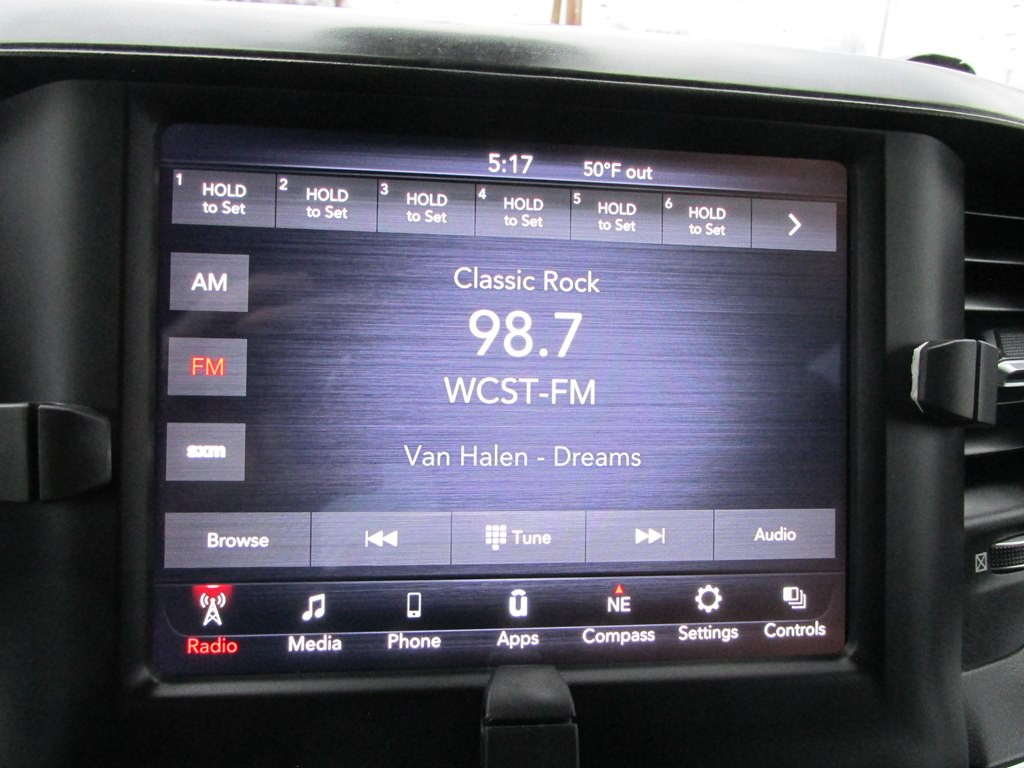 5:17 50°F out
1 HOLD to Set
2 HOLD to Set
3 HOLD to Set
4 HOLD to Set
5 HOLD to Set
6 HOLD to Set
AM
FM
sxm
Classic Rock
98.7
WCST-FM
Van Halen - Dreams
Browse
Tune
Audio
Radio
Media
Phone
Apps
NE
Compass
Settings
Controls